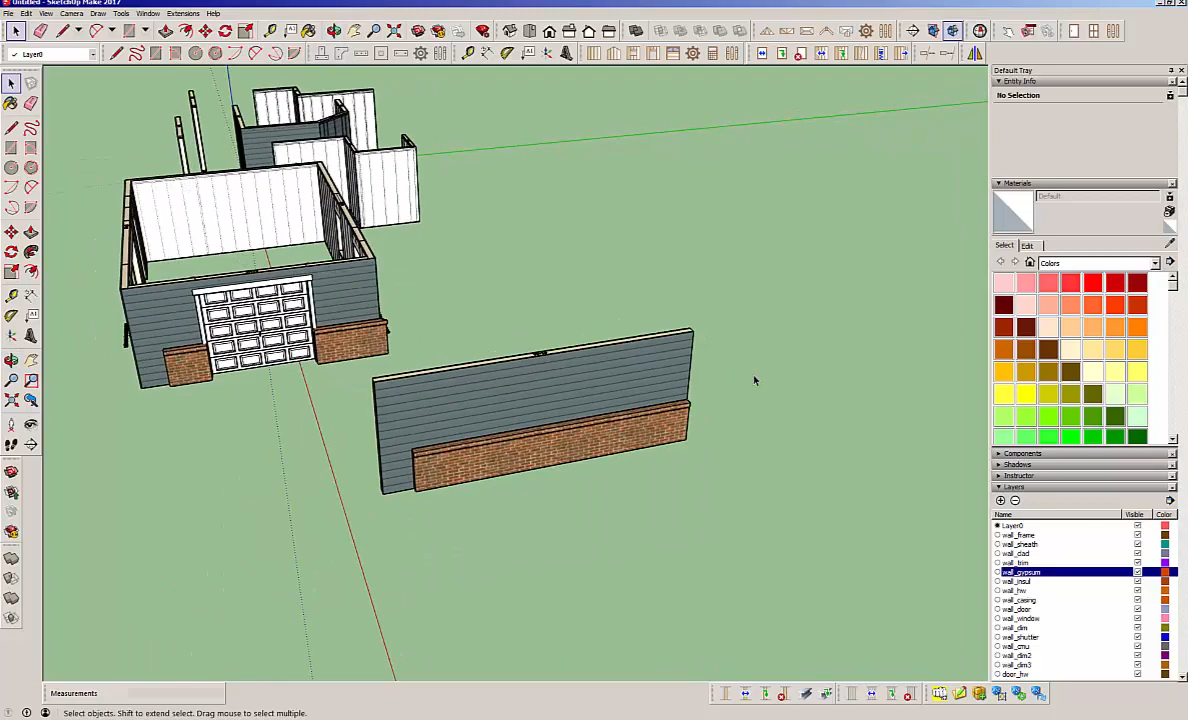 Untitled - SketchUp Make 2017
File Edit View Camera Draw Tools Window Extensions Help
Layer0
Default Tray
Entity Info
No Selection
Materials
Default
Select Edit
Colors
Components
Shadows
Instructor
Layers
Name Visible Color
Layer0
wall_frame
wall_sheath
wall_clad
wall_trim
wall_gypsum
wall_insul
wall_hw
wall_casing
wall_door
wall_window
wall_dim
wall_shutter
wall_cmu
wall_dim2
wall_dim3
door_hw
Measurements
Select objects. Shift to extend select. Drag mouse to select multiple.